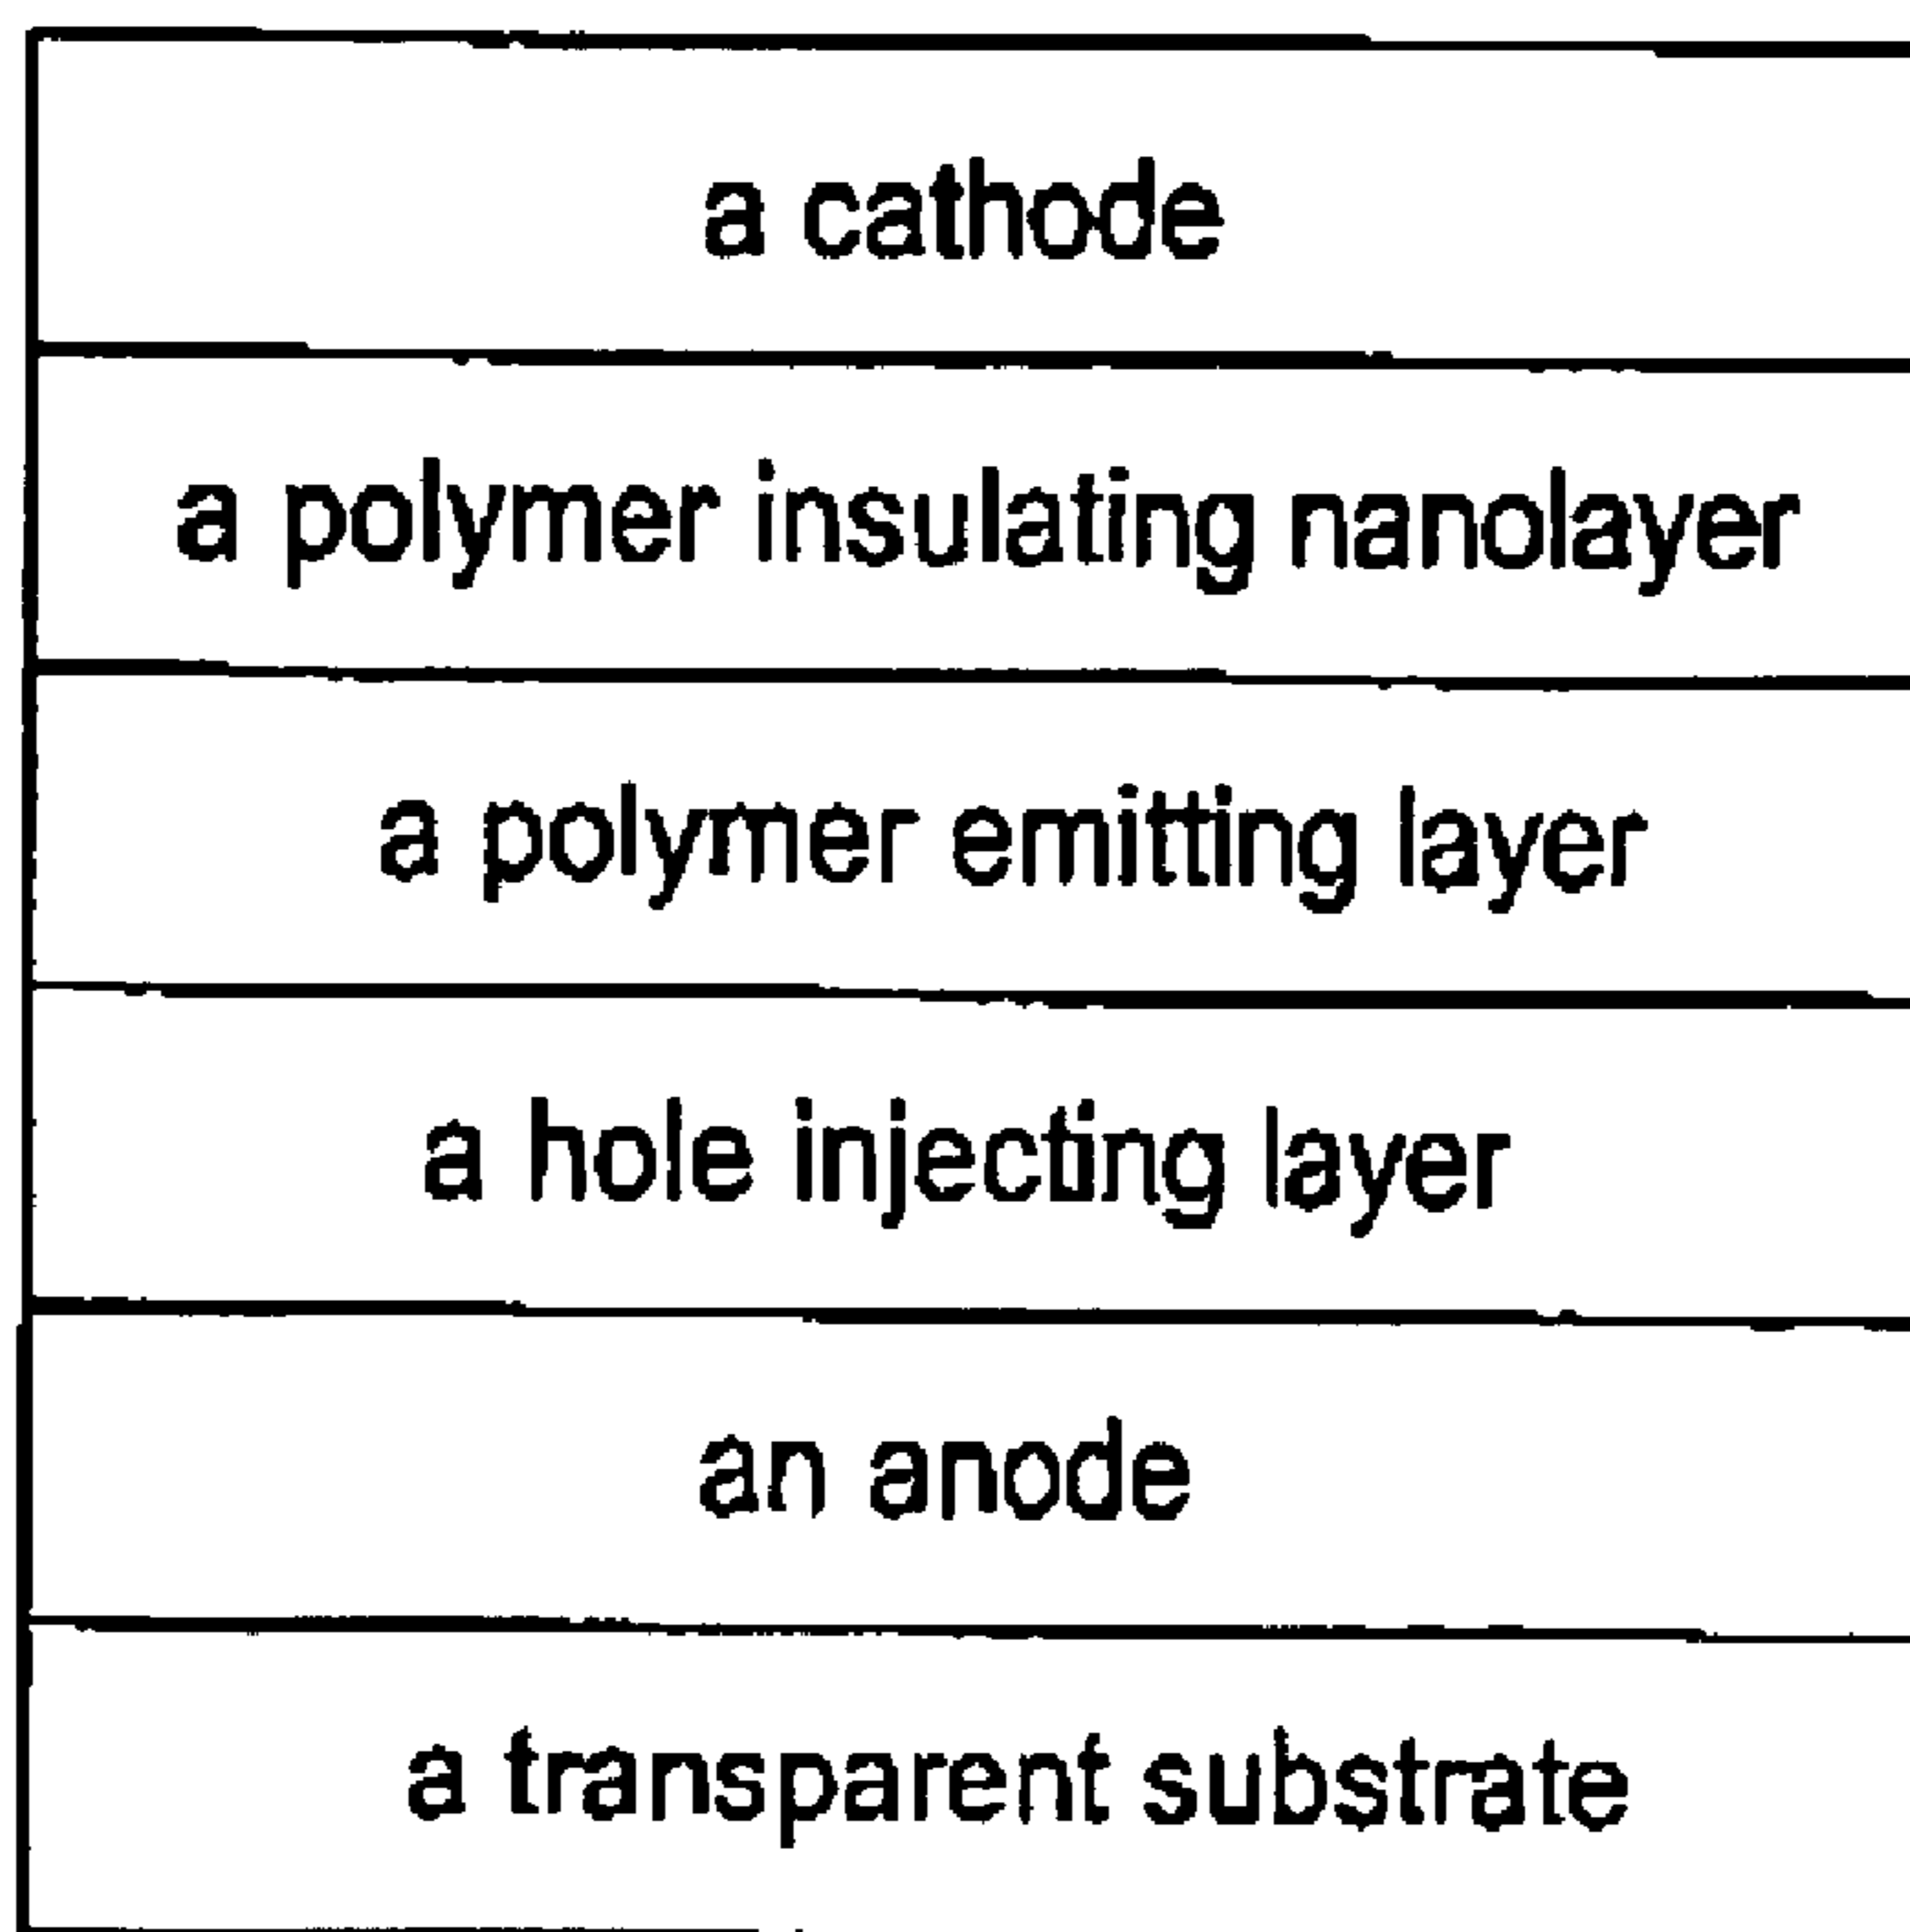 a cathode
a polymer insulating nanolayer
a polymer emitting layer
a hole injecting layer
an anode
a transparent substrate